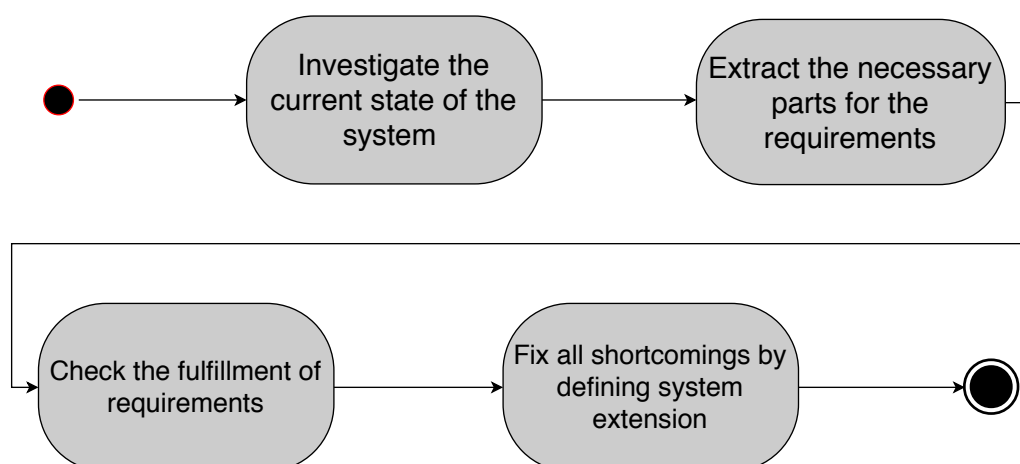 Investigate the
current state of the
system
Extract the necessary
parts for the
requirements
Check the fulfillment of
requirements
Fix all shortcomings by
defining system
extension